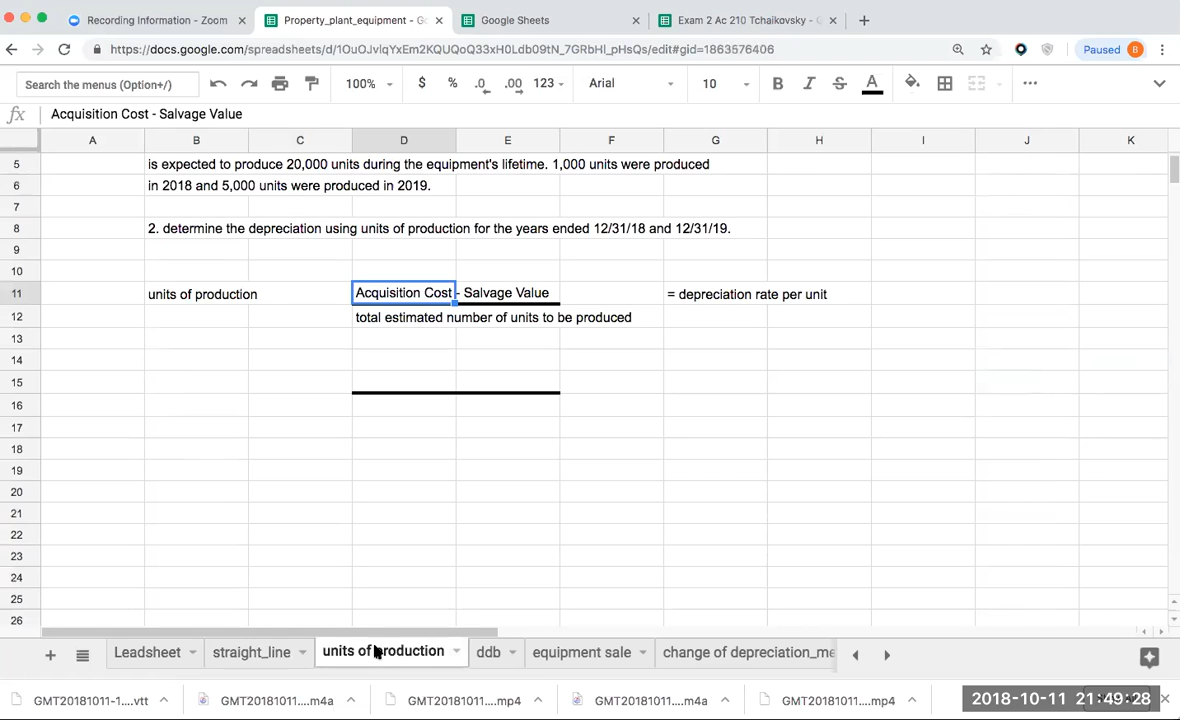 Recording Information - Zoom
Property_plant_equipment - Go
Google Sheets
Exam 2 Ac 210 Tchaikovsky - G
https://docs.google.com/spreadsheets/d/1OuOJvlqYxEm2KQUQoQ33xH0Ldb09tN_7GRbHl_pHsQs/edit#gid=1863576406
Paused B
Search the menus (Option+/) 100% $ % .0 .00 123 Arial 10 B I S A
fx Acquisition Cost - Salvage Value
A B C D E F G H I J K
5 is expected to produce 20,000 units during the equipment's lifetime. 1,000 units were produced
6 in 2018 and 5,000 units were produced in 2019.
7
8 2. determine the depreciation using units of production for the years ended 12/31/18 and 12/31/19.
9
10
11 units of production Acquisition Cost - Salvage Value = depreciation rate per unit
12 total estimated number of units to be produced
13
14
15
16
17
18
19
20
21
22
23
24
25
26
Leadsheet straight_line units of production ddb equipment sale change of depreciation_me
GMT20181011-1....vtt GMT20181011....m4a GMT20181011....mp4 GMT20181011....m4a GMT20181011....mp4
2018-10-11 21:49:28